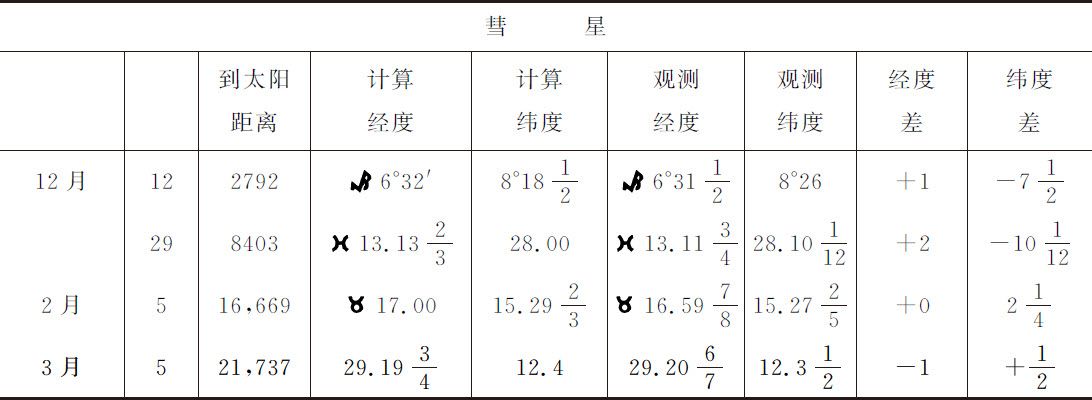 彗 星
到太阳距离 计算经度 计算纬度 观测经度 观测纬度 经度差 纬度差
12月 12 2792 ♑ 6°32′ 8°18 1/2 ♑ 6°31 1/2 8°26 +1 −7 1/2
29 8403 ♓ 13.13 2/3 28.00 ♓ 13.11 3/4 28.10 1/12 +2 −10 1/12
2月 5 16,669 ♉ 17.00 15.29 2/3 ♉ 16.59 7/8 15.27 2/5 +0 2 1/4
3月 5 21,737 29.19 3/4 12.4 29.20 6/7 12.3 1/2 −1 +1/2